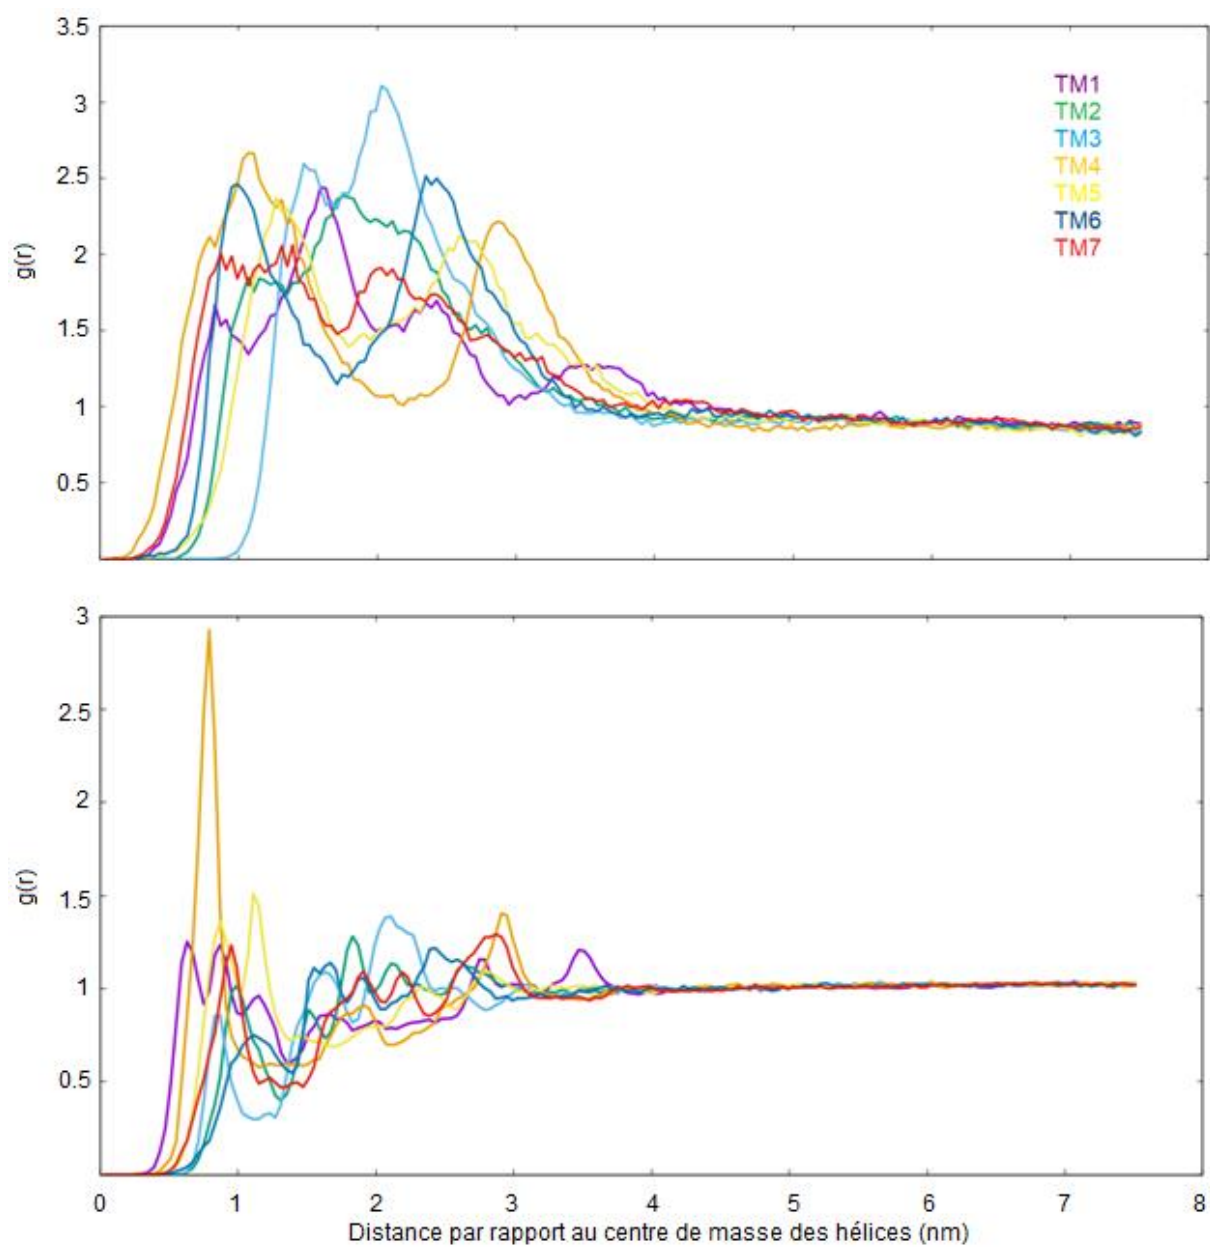 3.5
3
2.5
2
1.5
1
0.5
g(r)
TM1
TM2
TM3
TM4
TM5
TM6
TM7
3
2.5
2
1.5
1
0.5
g(r)
0 1 2 3 4 5 6 7 8
Distance par rapport au centre de masse des hélices (nm)